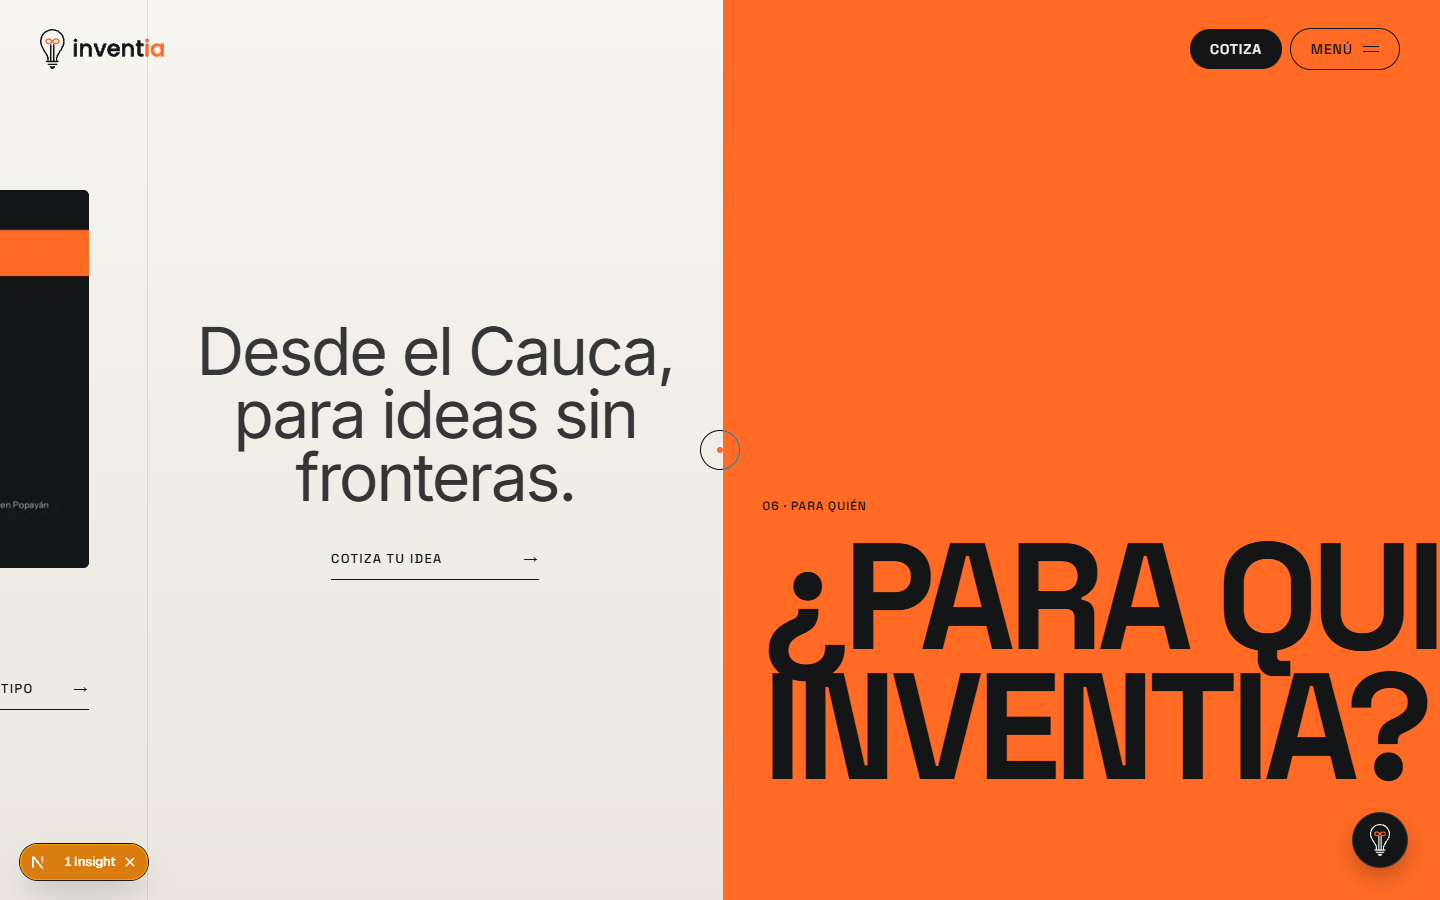 inventia
COTIZA
MENÚ
en Popayán
TIPO →
Desde el Cauca,
para ideas sin
fronteras.
COTIZA TU IDEA →
06 · PARA QUIÉN
¿PARA QUI
INVENTIA?
1 Insight